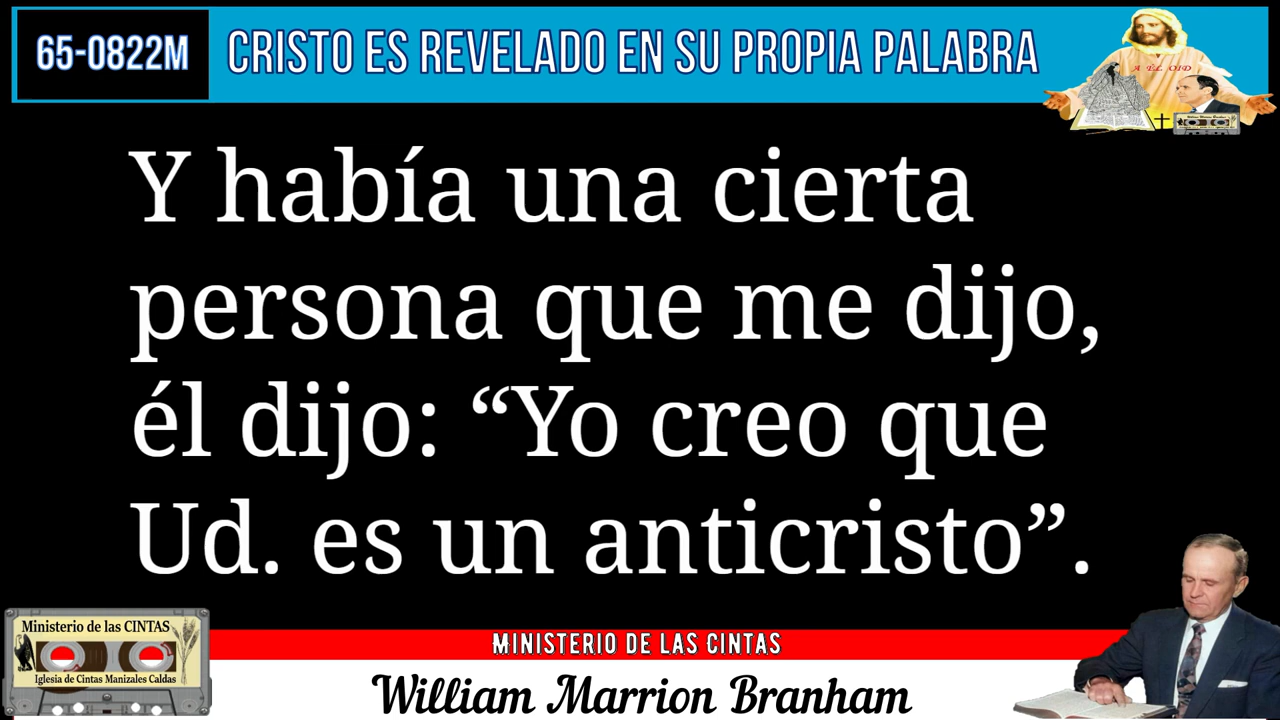 65-0822M
CRISTO ES REVELADO EN SU PROPIA PALABRA
A ÉL OID
Y había una cierta
persona que me dijo,
él dijo: “Yo creo que
Ud. es un anticristo”.
Ministerio de las CINTAS
Iglesia de Cintas Manizales Caldas
MINISTERIO DE LAS CINTAS
William Marrion Branham